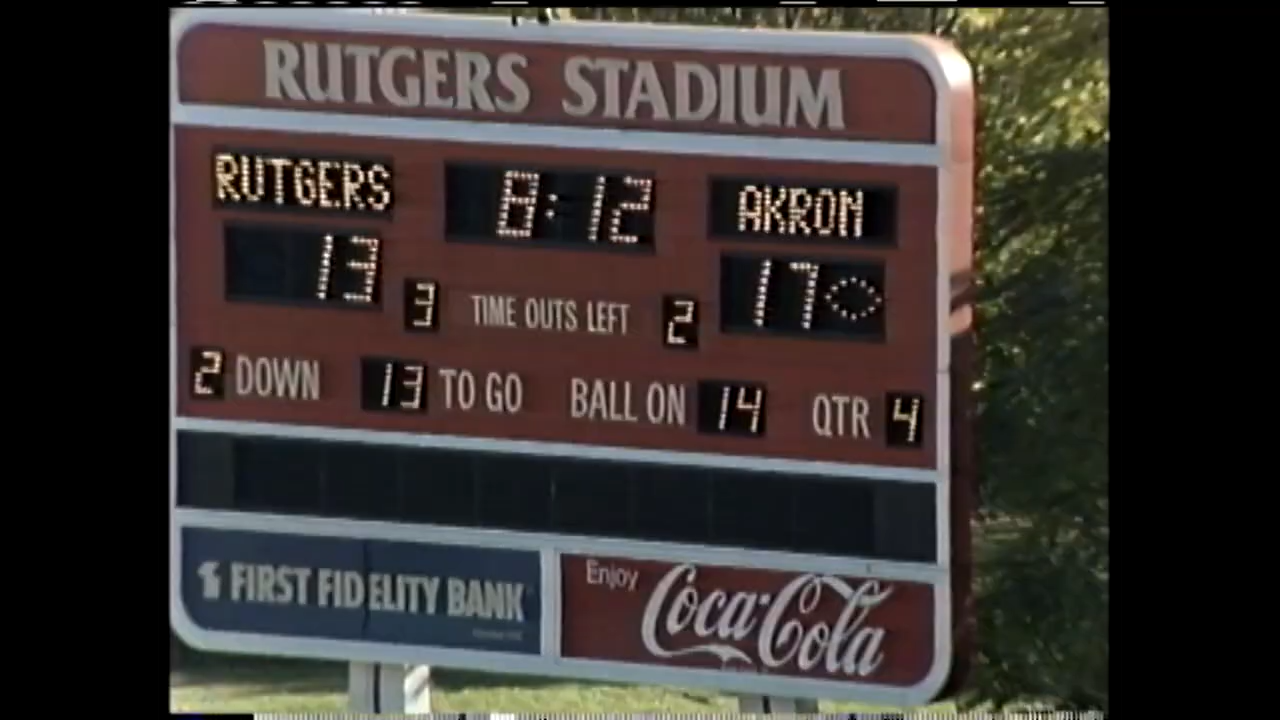 RUTGERS STADIUM
RUTGERS 8:12 AKRON
13 17
3 TIME OUTS LEFT 2
2 DOWN 13 TO GO BALL ON 14 QTR 4
FIRST FIDELITY BANK
Enjoy
Coca-Cola